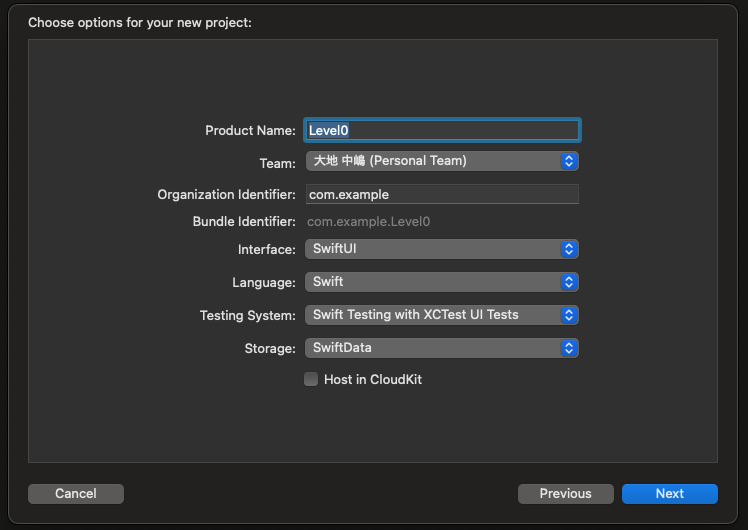 Choose options for your new project:
Product Name: Level0
Team: 大地 中嶋 (Personal Team)
Organization Identifier: com.example
Bundle Identifier: com.example.Level0
Interface: SwiftUI
Language: Swift
Testing System: Swift Testing with XCTest UI Tests
Storage: SwiftData
Host in CloudKit
Cancel Previous Next